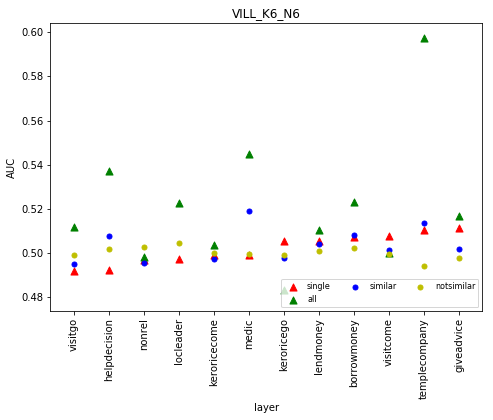 VILL_K6_N6
AUC
0.60
0.58
0.56
0.54
0.52
0.50
0.48
single
similar
notsimilar
all
visitgo
helpdecision
nonrel
locleader
keroricecome
medic
keroricego
lendmoney
borrowmoney
visitcome
templecompany
giveadvice
layer